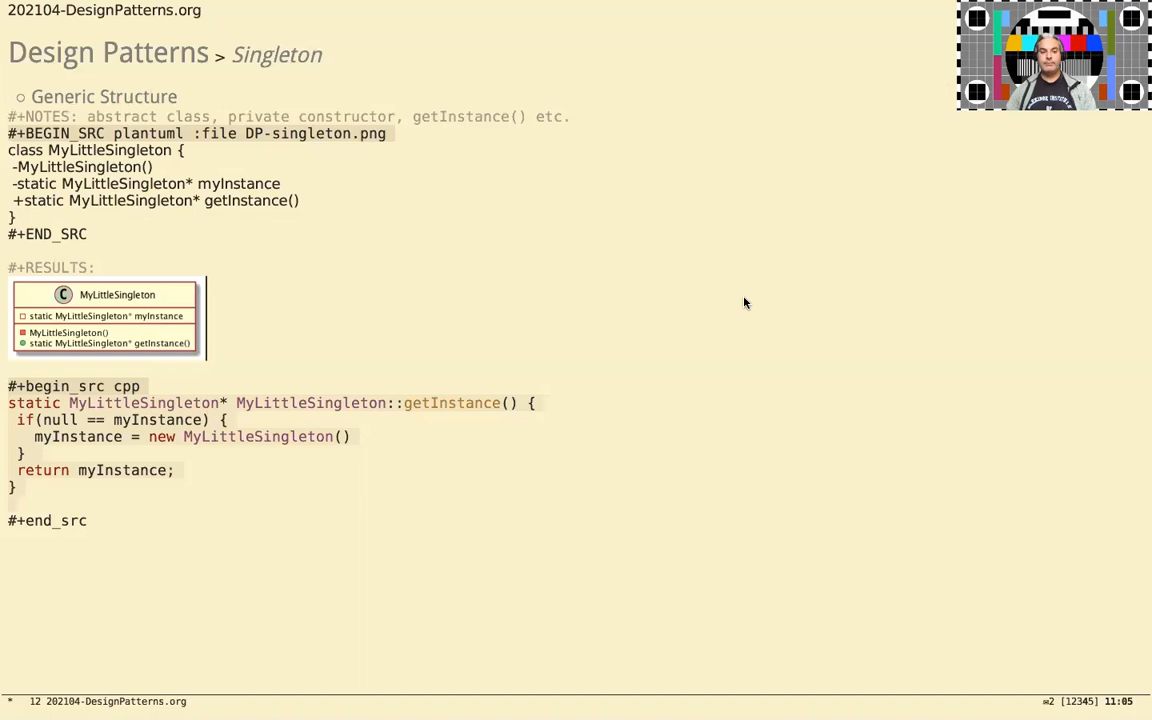 202104-DesignPatterns.org
Design Patterns > Singleton
○ Generic Structure
#+NOTES: abstract class, private constructor, getInstance() etc.
#+BEGIN_SRC plantuml :file DP-singleton.png
class MyLittleSingleton {
-MyLittleSingleton()
-static MyLittleSingleton* myInstance
+static MyLittleSingleton* getInstance()
}
#+END_SRC
#+RESULTS:
C MyLittleSingleton
static MyLittleSingleton* myInstance
MyLittleSingleton()
static MyLittleSingleton* getInstance()
#+begin_src cpp
static MyLittleSingleton* MyLittleSingleton::getInstance() {
if(null == myInstance) {
myInstance = new MyLittleSingleton()
}
return myInstance;
}
#+end_src
* 12 202104-DesignPatterns.org
✉2 [12345] 11:05